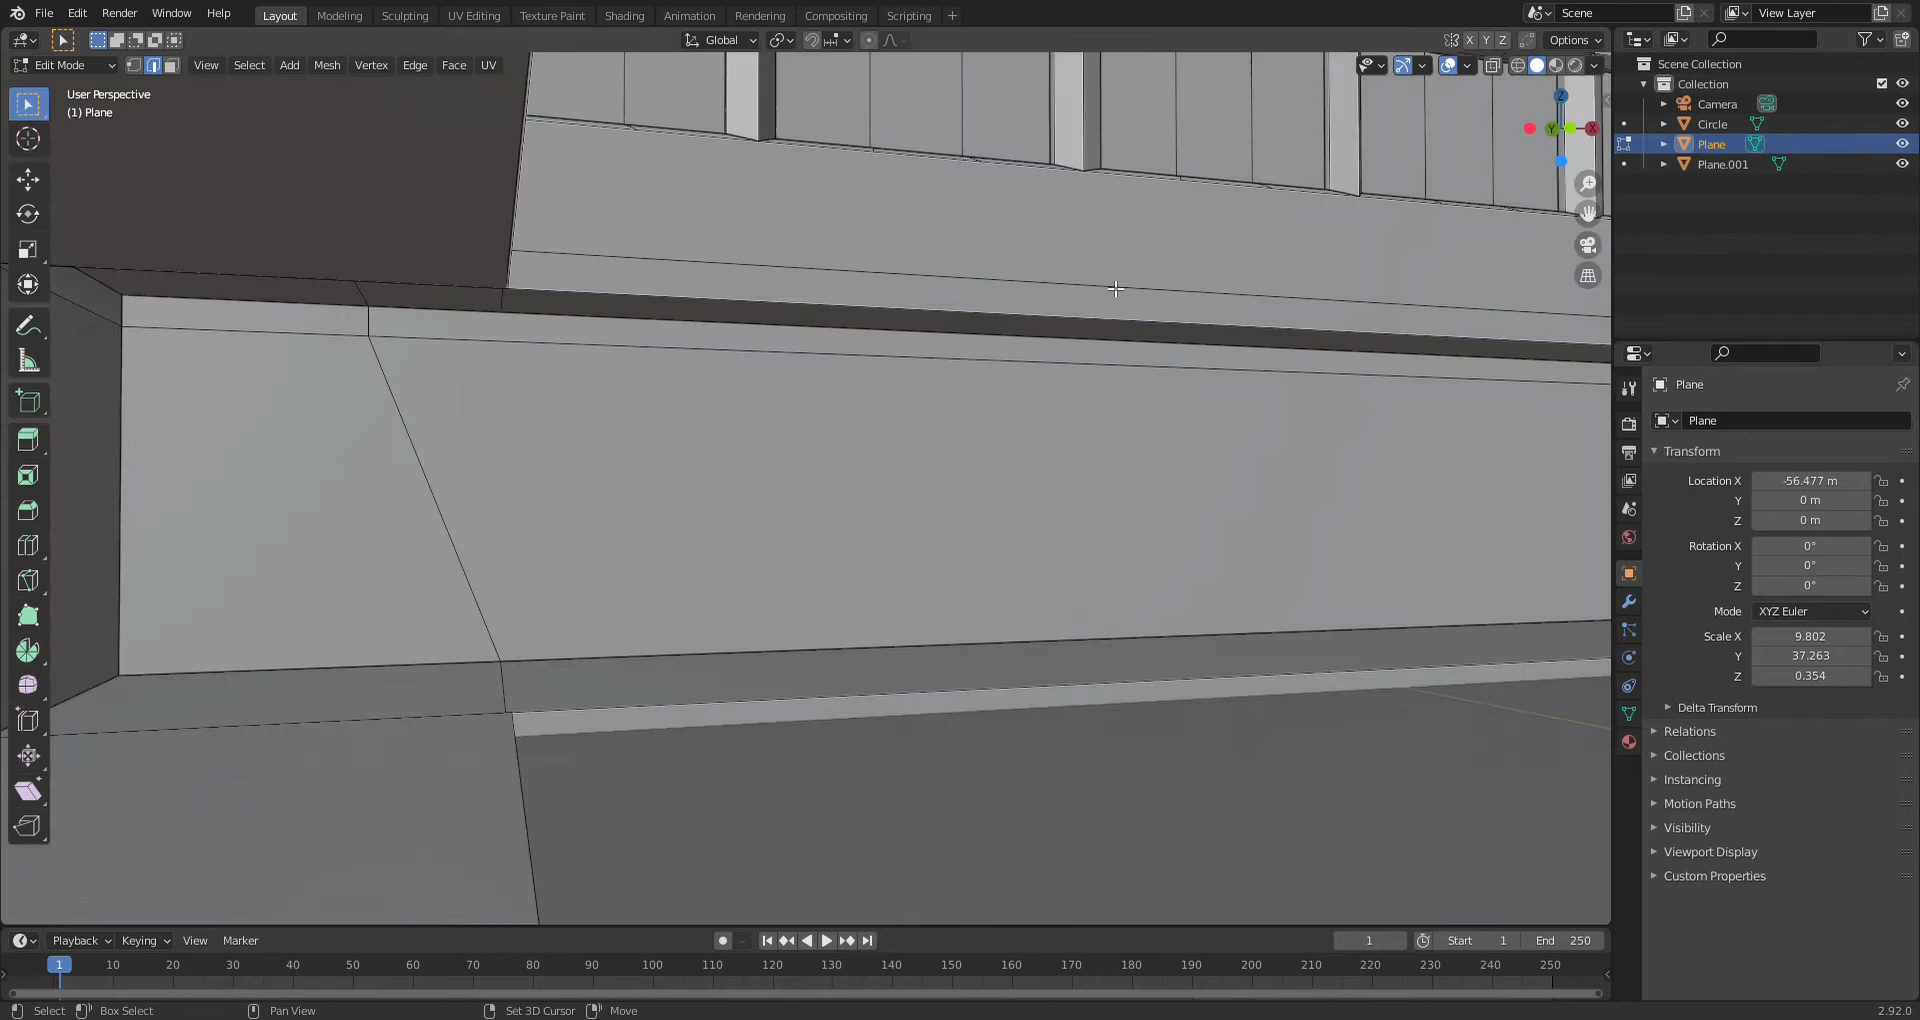 File Edit Render Window Help Layout Modeling Sculpting UV Editing Texture Paint Shading Animation Rendering Compositing Scripting + Scene View Layer
Global X Y Z Options
Edit Mode View Select Add Mesh Vertex Edge Face UV
User Perspective
(1) Plane
Z
Y X
Scene Collection
Collection
Camera
Circle
Plane
Plane.001
Plane
Plane
Transform
Location X -56.477 m
Y 0 m
Z 0 m
Rotation X 0°
Y 0°
Z 0°
Mode XYZ Euler
Scale X 9.802
Y 37.263
Z 0.354
Delta Transform
Relations
Collections
Instancing
Motion Paths
Visibility
Viewport Display
Custom Properties
Playback Keying View Marker 1 Start 1 End 250
1 10 20 30 40 50 60 70 80 90 100 110 120 130 140 150 160 170 180 190 200 210 220 230 240 250
Select Box Select Pan View Set 3D Cursor Move 2.92.0